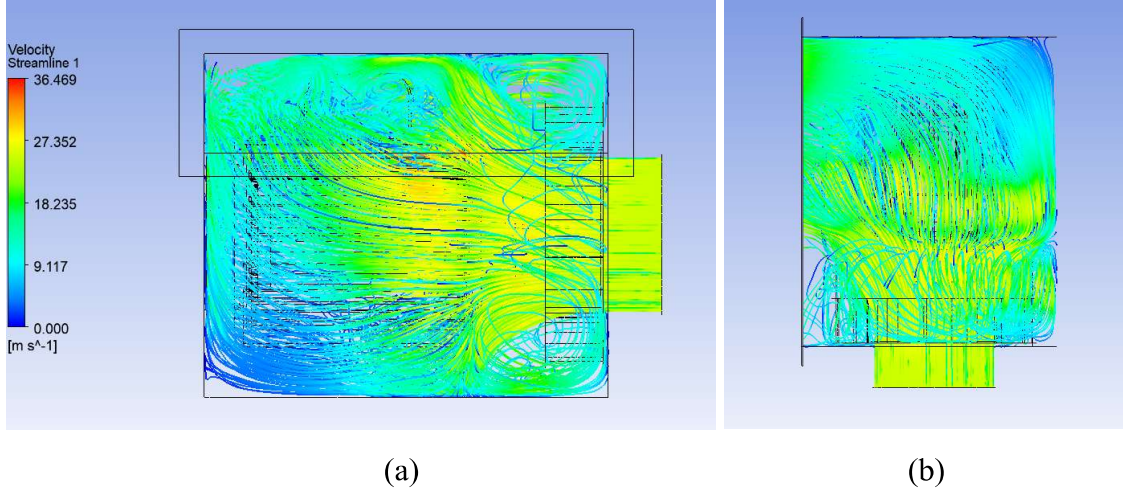 Velocity
Streamline 1
36.469
27.352
18.235
9.117
0.000
[m s^-1]
(a)
(b)